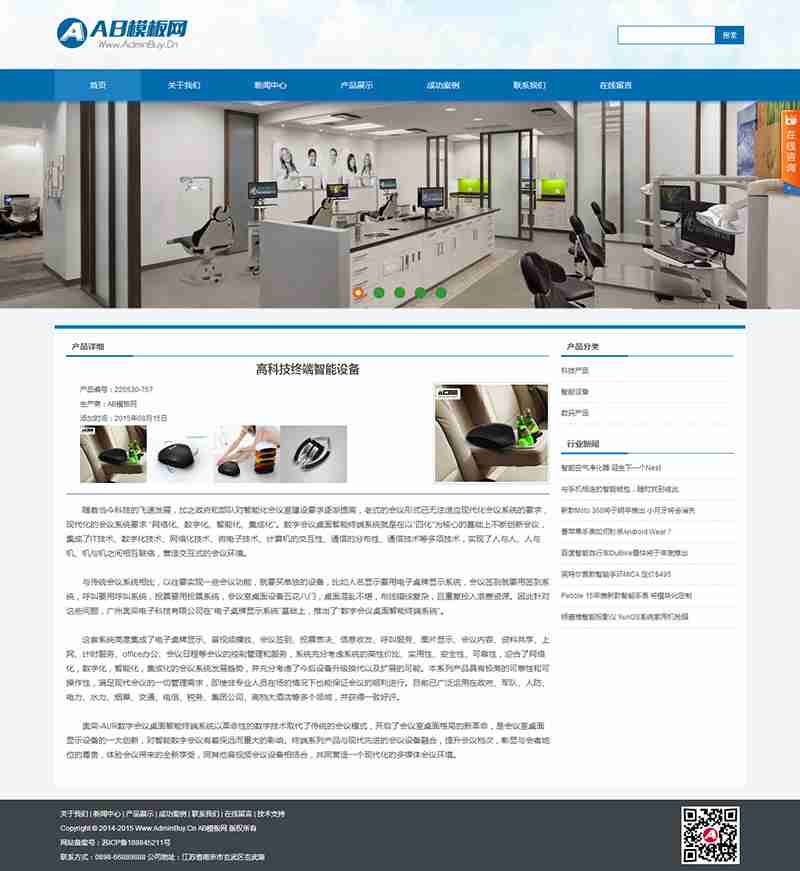 AB模板网
Www.AdminBuy.Cn
搜索
首页 关于我们 新闻中心 产品展示 成功案例 联系我们 在线留言
在线咨询
产品详细
高科技终端智能设备
产品编号：220530-757
生产商：AB模板网
添加时间：2015年08月15日
随着当今科技的飞速发展，加之政府和部队对智能化会议室建设要求逐渐提高，老式的会议形式已无法适应现代化会议系统的要求，
现代化的会议系统要求“网络化、数字化、智能化、集成化”。数字会议桌面智能终端系统就是在以“四化”为核心的基础上不断创新会议，
集成了IT技术、数字化技术、网络化技术、微电子技术、计算机的交互性、通信的分布性、通信技术等多项技术，实现了人与人、人与
机、机与机之间相互联络，营造交互式的会议环境。
与传统会议系统相比，以往要实现一些会议功能，就要买单独的设备，比如人名显示要用电子桌牌显示系统，会议签到就要用签到系
统，呼叫要用呼叫系统，投票要用投票系统，会议室桌面设备五花八门，桌面混乱不堪，布线错综复杂，且重复投入浪费资源。因此针对
这些问题，广州奥荣电子科技有限公司在“电子桌牌显示系统”基础上，推出了“数字会议桌面智能终端系统”。
这套系统高度集成了电子桌牌显示、音视频播放、会议签到、投票表决、信息收发、呼叫服务、图片显示、会议内容、资料共享、上
网、计时服务、office办公、会议日程等会议的控制管理和服务，系统充分考虑系统的英性价比、实用性、安全性、可靠性，迎合了网络
化，数字化，智能化，集成化的会议系统发展趋势，并充分考虑了今后设备升级换代以及扩展的可能。本系列产品具有极高的可靠性和可
操作性，满足现代会议的一切管理需求，即使非专业人员在场的情况下也能保证会议的顺利进行。目前已广泛运用在政府、军队、人防、
电力、水力、烟草、交通、电信、税务、集团公司、高档大酒店等多个领域，并获得一致好评。
奥荣-AUR数字会议桌面智能终端系统以革命性的数字技术取代了传统的会议模式，开启了会议室桌面格局的新革命，是会议室桌面
显示设备的一大创新，对智能数字会议有着深远而重大的影响。终端系列产品与现代先进的会议设备融合，提升会议档次，彰显与会者地
位的尊贵，体验会议带来的全新享受，同其他音视频会议设备相结合，共同营造一个现代化的多媒体会议环境。
产品分类
科技产品
智能设备
数码产品
行业新闻
智能空气净化器 诞生下一个Nest
与手机相连的智能钱包，随时找到彼此
新款Moto 360将于明年推出 小月牙将会消失
看苹果手表如何影响Android Wear？
百度智能自行车DuBike最快将于年底推出
英特尔首款智能手环MICA 定价$495
Pebble 15年推新款智能手表 将模块化定制
杨颖推智能投影仪 YunOS系统家用机抢眼
关于我们 | 新闻中心 | 产品展示 | 成功案例 | 联系我们 | 在线留言 | 技术支持
Copyright © 2014-2015 Www.AdminBuy.Cn AB模板网 版权所有
网站备案号：苏ICP备188845211号
联系方式：0898-66889888 公司地址：江苏省南京市玄武区玄武湖